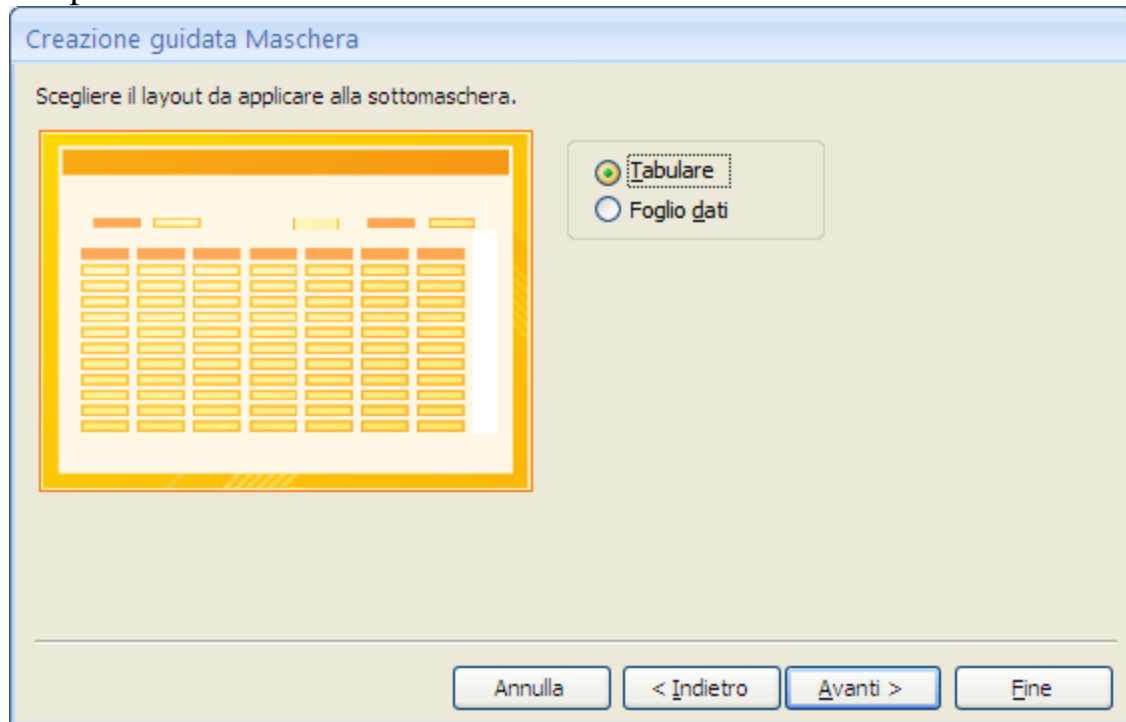 Creazione guidata Maschera
Scegliere il layout da applicare alla sottomaschera.
Tabulare
Foglio dati
Annulla
< Indietro
Avanti >
Fine